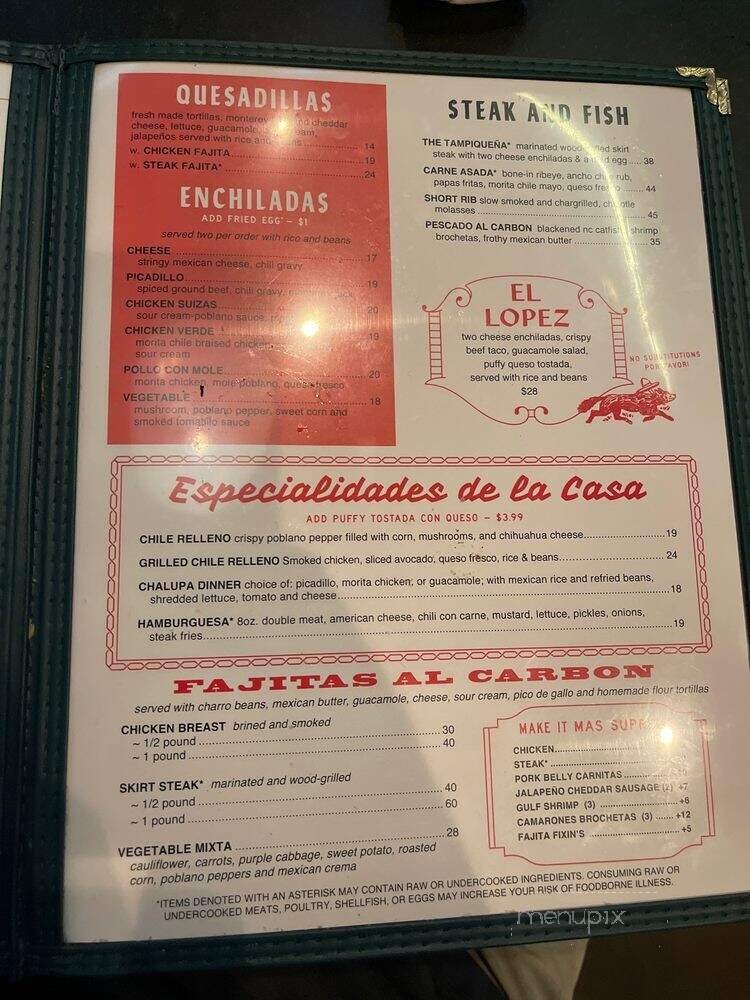 QUESADILLAS
fresh made tortillas, monterey and cheddar
cheese, lettuce, guacamole, cream,
jalapeños served with rice and 14
w. CHICKEN FAJITA 19
w. STEAK FAJITA* 24
ENCHILADAS
ADD FRIED EGG* – $1
served two per order with rice and beans
CHEESE 17
stringy mexican cheese, chili gravy
PICADILLO 19
spiced ground beef, chili gravy,
CHICKEN SUIZAS 20
sour cream-poblano sauce,
CHICKEN VERDE
morita chile braised chicken,
sour cream
POLLO CON MOLE 20
morita chicken, mole poblano, queso fresco
VEGETABLE 18
mushroom, poblano pepper, sweet corn and
smoked tomatillo sauce
STEAK AND FISH
THE TAMPIQUEÑA* marinated wood-grilled skirt
steak with two cheese enchiladas & a fried egg ..... 38
CARNE ASADA* bone-in ribeye, ancho chile rub,
papas fritas, morita chile mayo, queso fresco ....... 44
SHORT RIB slow smoked and chargrilled, chipotle
molasses ........ 45
PESCADO AL CARBON blackened nc catfish, shrimp
brochetas, frothy mexican butter ........ 35
EL
LOPEZ
two cheese enchiladas, crispy
beef taco, guacamole salad,
puffy queso tostada,
served with rice and beans
$28
NO SUBSTITUTIONS
POR FAVOR!
Especialidades de la Casa
ADD PUFFY TOSTADA CON QUESO – $3.99
CHILE RELLENO crispy poblano pepper filled with corn, mushrooms, and chihuahua cheese........ 19
GRILLED CHILE RELLENO Smoked chicken, sliced avocado, queso fresco, rice & beans........ 24
CHALUPA DINNER choice of: picadillo, morita chicken, or guacamole; with mexican rice and refried beans,
shredded lettuce, tomato and cheese........ 18
HAMBURGUESA* 8oz. double meat, american cheese, chili con carne, mustard, lettuce, pickles, onions,
steak fries........ 19
FAJITAS AL CARBON
served with charro beans, mexican butter, guacamole, cheese, sour cream, pico de gallo and homemade flour tortillas
CHICKEN BREAST brined and smoked
~ 1/2 pound ........ 30
~ 1 pound ........ 40
SKIRT STEAK* marinated and wood-grilled
~ 1/2 pound ........ 40
~ 1 pound ........ 60
VEGETABLE MIXTA ........ 28
cauliflower, carrots, purple cabbage, sweet potato, roasted
corn, poblano peppers and mexican crema
MAKE IT MAS
CHICKEN........
STEAK* ........
PORK BELLY CARNITAS ........
JALAPEÑO CHEDDAR SAUSAGE (2) +7
GULF SHRIMP (3) ........ +6
CAMARONES BROCHETAS (3) ....... +12
FAJITA FIXIN'S ........ +5
*ITEMS DENOTED WITH AN ASTERISK MAY CONTAIN RAW OR UNDERCOOKED INGREDIENTS. CONSUMING RAW OR
UNDERCOOKED MEATS, POULTRY, SHELLFISH, OR EGGS MAY INCREASE YOUR RISK OF FOODBORNE ILLNESS.
menupix